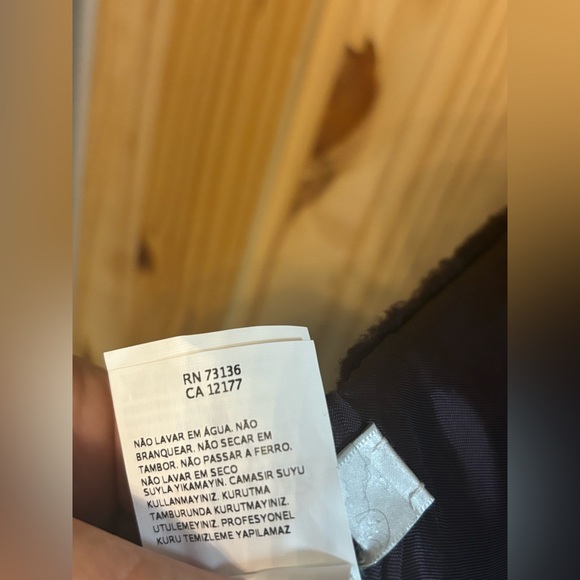 RN 73136
CA 12177
NÃO LAVAR EM ÁGUA. NÃO
BRANQUEAR. NÃO SECAR EM
TAMBOR. NÃO PASSAR A FERRO.
NÃO LAVAR EM SECO
SUYLA YIKAMAYIN. CAMASIR SUYU
KULLANMAYINIZ. KURUTMA
TAMBURUNDA KURUTMAYINIZ.
UTULEMEYINIZ. PROFESYONEL
KURU TEMIZLEME YAPILAMAZ